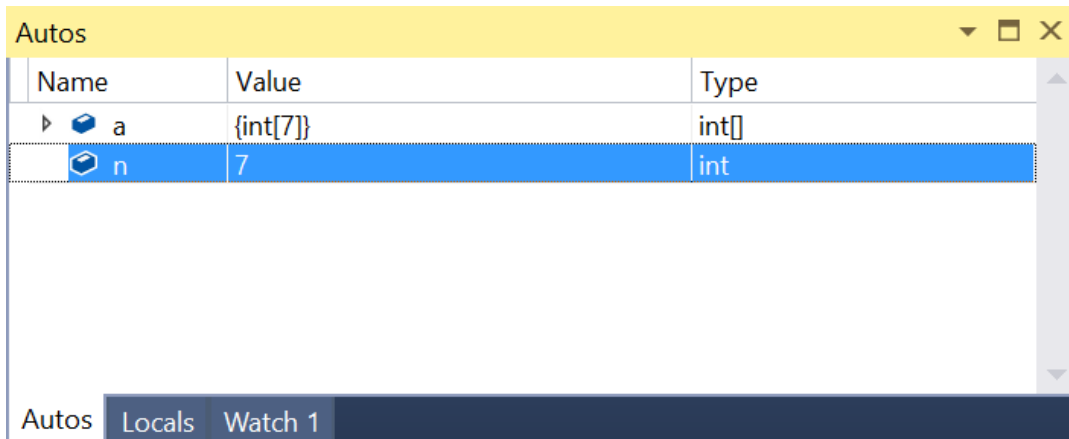 Autos
Name Value Type
a {int[7]} int[]
n 7 int
Autos Locals Watch 1